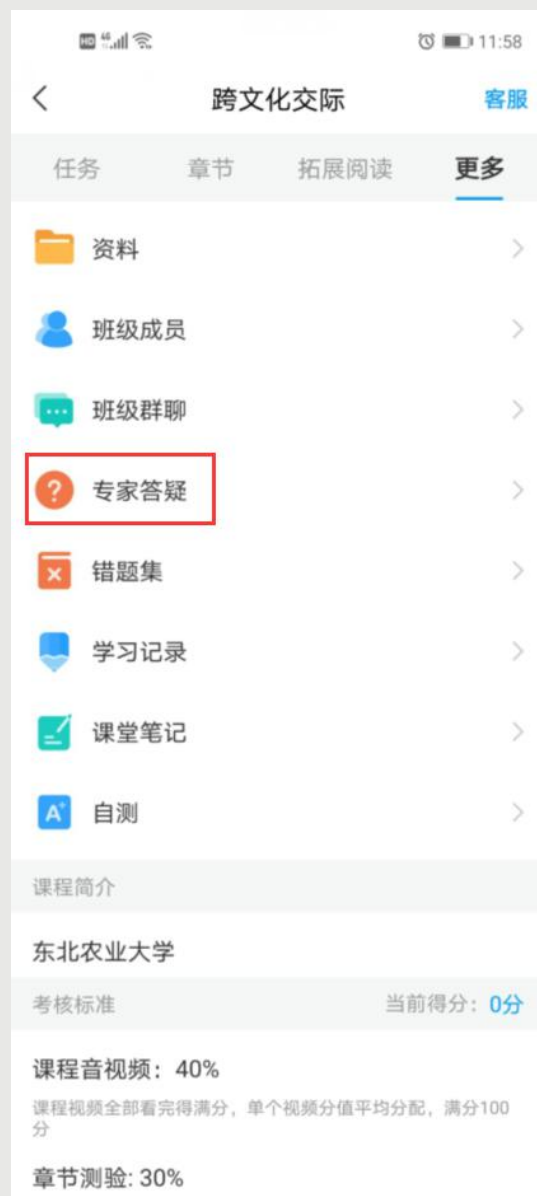 HD 46 11:58
跨文化交际 客服
任务 章节 拓展阅读 更多
资料
班级成员
班级群聊
? 专家答疑
错题集
学习记录
课堂笔记
A+ 自测
课程简介
东北农业大学
考核标准 当前得分：0分
课程音视频：40%
课程视频全部看完得满分，单个视频分值平均分配，满分100
分
章节测验: 30%